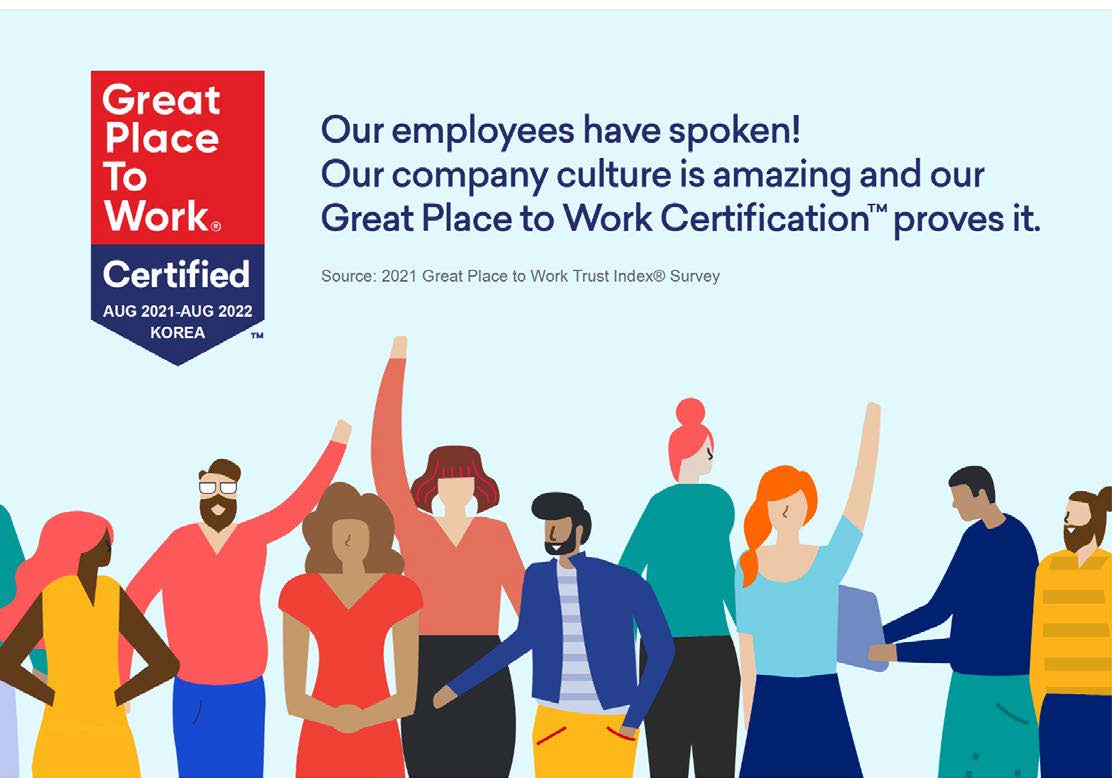 Great
Place
To
Work®
Certified
AUG 2021-AUG 2022
KOREA
™
Our employees have spoken!
Our company culture is amazing and our
Great Place to Work Certification™ proves it.
Source: 2021 Great Place to Work Trust Index® Survey